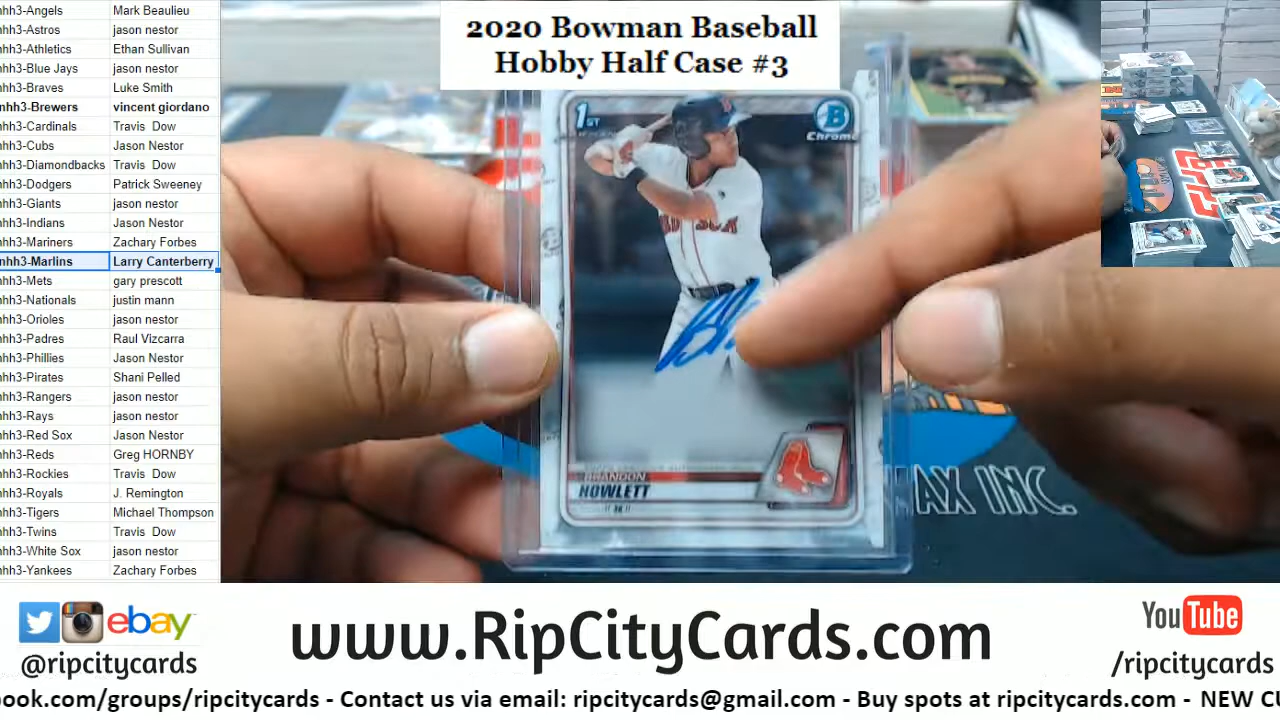 2020 Bowman Baseball
Hobby Half Case #3
hh3-Angels Mark Beaulieu
hh3-Astros jason nestor
hh3-Athletics Ethan Sullivan
hh3-Blue Jays jason nestor
hh3-Braves Luke Smith
hh3-Brewers vincent giordano
hh3-Cardinals Travis Dow
hh3-Cubs Jason Nestor
hh3-Diamondbacks Travis Dow
hh3-Dodgers Patrick Sweeney
hh3-Giants jason nestor
hh3-Indians Jason Nestor
hh3-Mariners Zachary Forbes
hh3-Marlins Larry Canterberry
hh3-Mets gary prescott
hh3-Nationals justin mann
hh3-Orioles jason nestor
hh3-Padres Raul Vizcarra
hh3-Phillies Jason Nestor
hh3-Pirates Shani Pelled
hh3-Rangers jason nestor
hh3-Rays jason nestor
hh3-Red Sox Jason Nestor
hh3-Reds Greg HORNBY
hh3-Rockies Travis Dow
hh3-Royals J. Remington
hh3-Tigers Michael Thompson
hh3-Twins Travis Dow
hh3-White Sox jason nestor
hh3-Yankees Zachary Forbes
1ST
B
Chrome
BRANDON
HOWLETT
AX INC.
ebay
@ripcitycards
www.RipCityCards.com
YouTube
/ripcitycards
book.com/groups/ripcitycards - Contact us via email: ripcitycards@gmail.com - Buy spots at ripcitycards.com - NEW CU